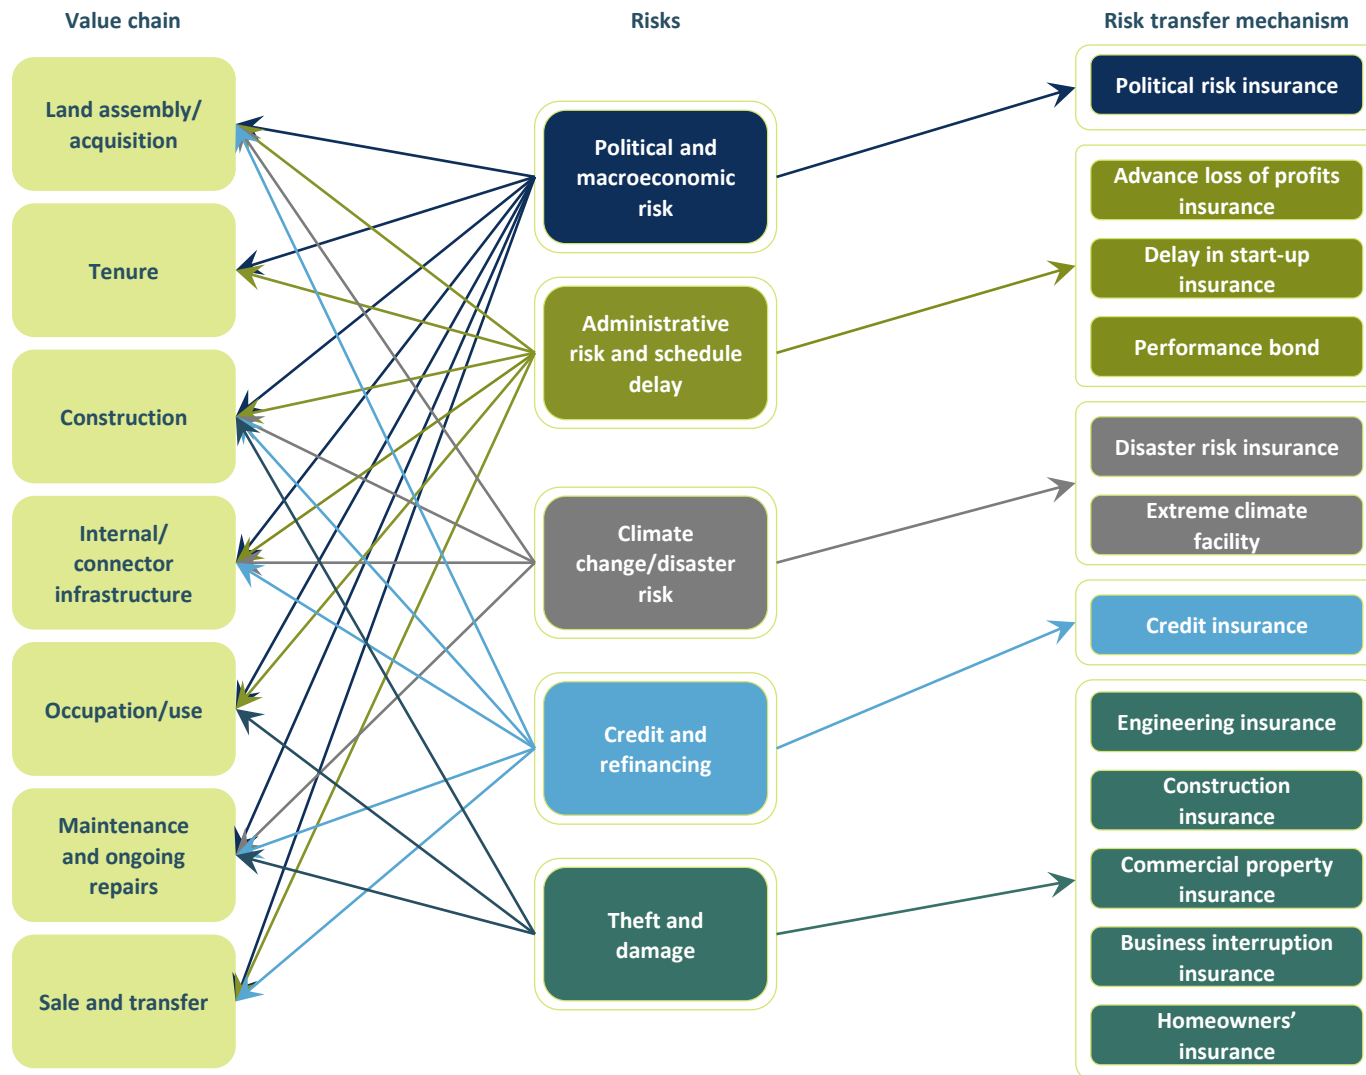 Value chain
Risks
Risk transfer mechanism
Land assembly/
acquisition
Tenure
Construction
Internal/
connector
infrastructure
Occupation/use
Maintenance
and ongoing
repairs
Sale and transfer
Political and
macroeconomic
risk
Administrative
risk and schedule
delay
Climate
change/disaster
risk
Credit and
refinancing
Theft and
damage
Political risk insurance
Advance loss of profits
insurance
Delay in start-up
insurance
Performance bond
Disaster risk insurance
Extreme climate
facility
Credit insurance
Engineering insurance
Construction
insurance
Commercial property
insurance
Business interruption
insurance
Homeowners’
insurance